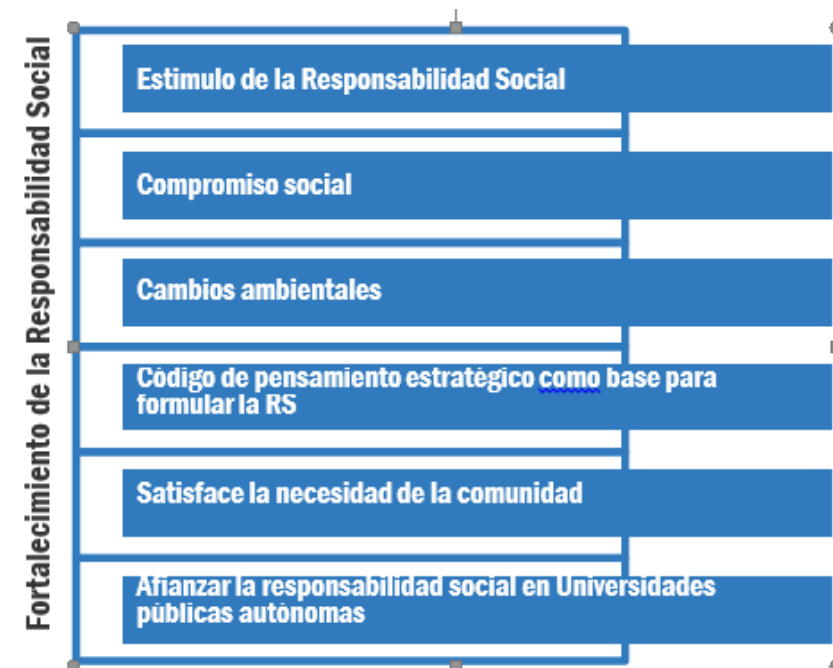 Fortalecimiento de la Responsabilidad Social
Estimulo de la Responsabilidad Social
Compromiso social
Cambios ambientales
Código de pensamiento estratégico como base para
formular la RS
Satisface la necesidad de la comunidad
Afianzar la responsabilidad social en Universidades
públicas autónomas